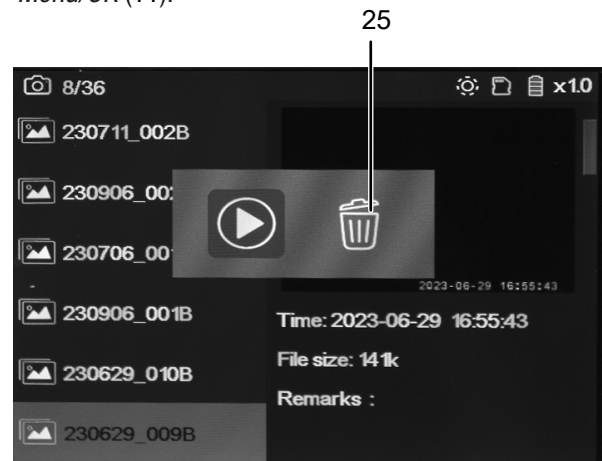 Menu/OK
25
8/36
x1.0
230711_002B
230906_00
230706_00
2023-06-29 16:55:43
230906_001B
Time: 2023-06-29 16:55:43
230629_010B
File size: 141k
Remarks :
230629_009B